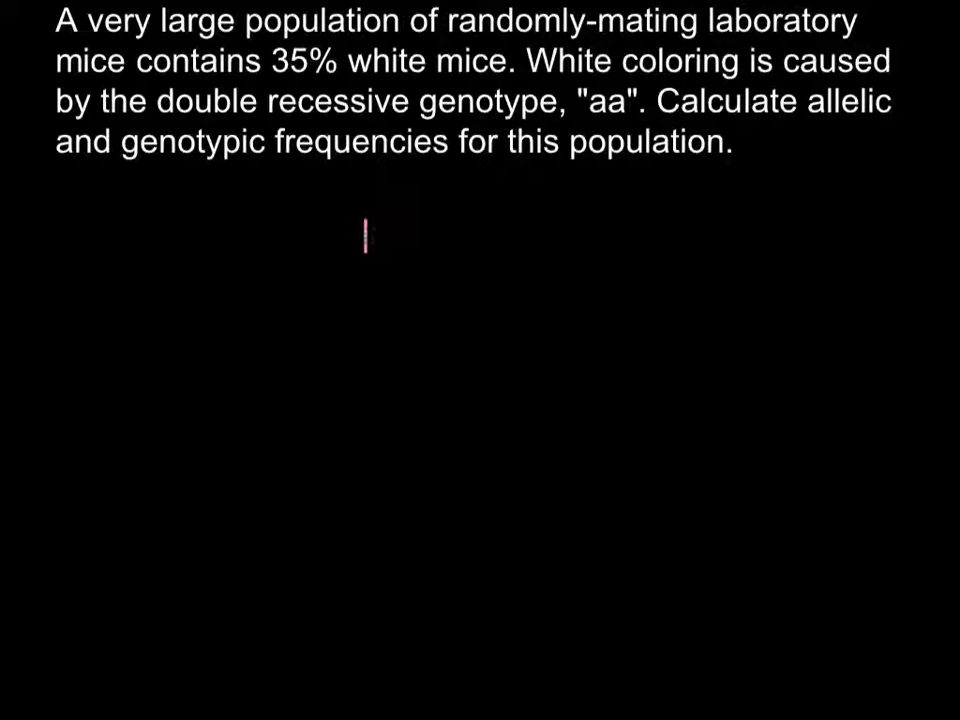 A very large population of randomly-mating laboratory
mice contains 35% white mice. White coloring is caused
by the double recessive genotype, "aa". Calculate allelic
and genotypic frequencies for this population.